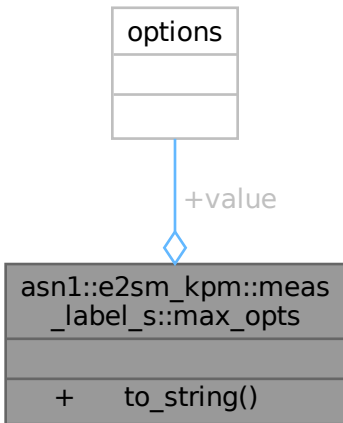 options
+value
asn1::e2sm_kpm::meas
_label_s::max_opts
+ to_string()